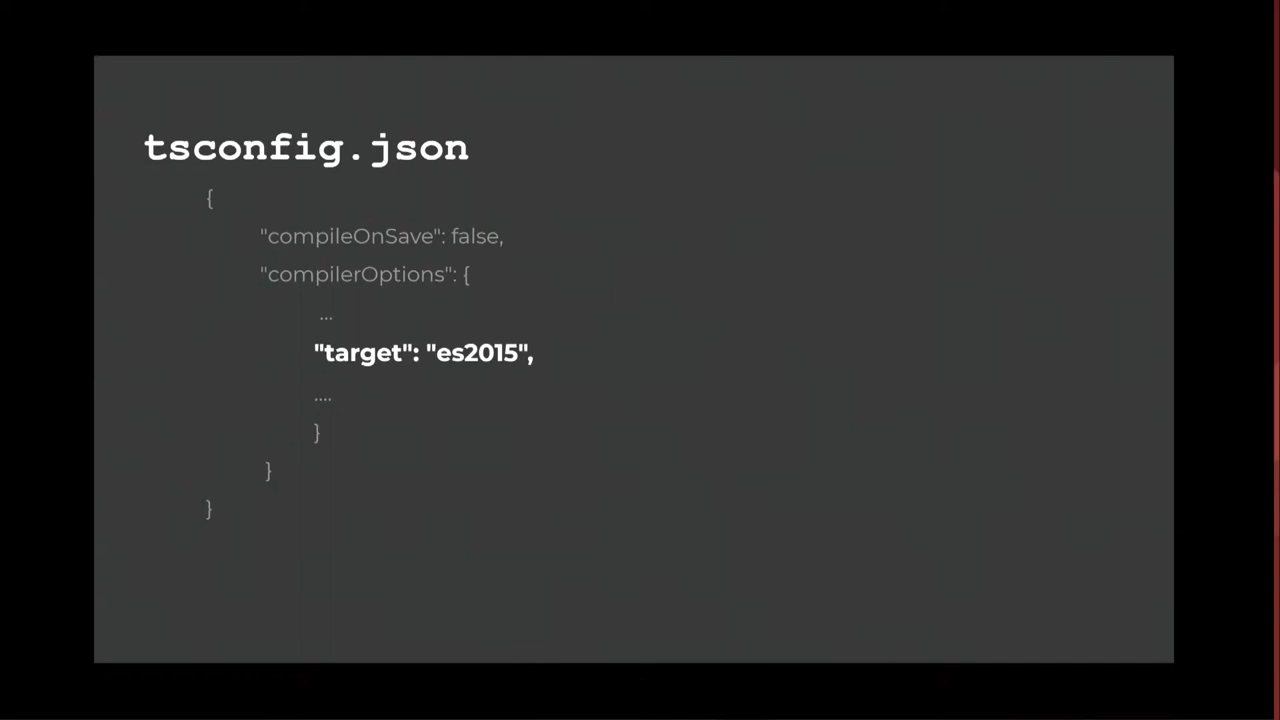 tsconfig.json
{
"compileOnSave": false,
"compilerOptions": {
...
"target": "es2015",
....
}
}
}